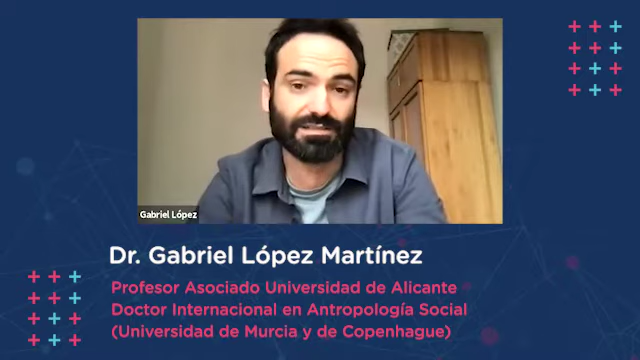 Gabriel López
Dr. Gabriel López Martínez
Profesor Asociado Universidad de Alicante
Doctor Internacional en Antropología Social
(Universidad de Murcia y de Copenhague)